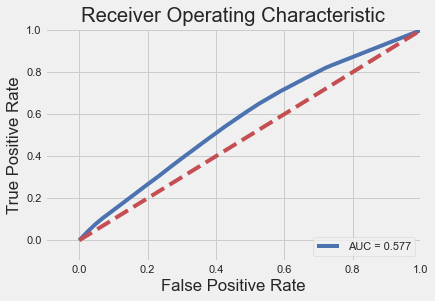 Receiver Operating Characteristic
1.0
0.8
0.6
0.4
0.2
0.0
True Positive Rate
0.0 0.2 0.4 0.6 0.8 1.0
False Positive Rate
AUC = 0.577